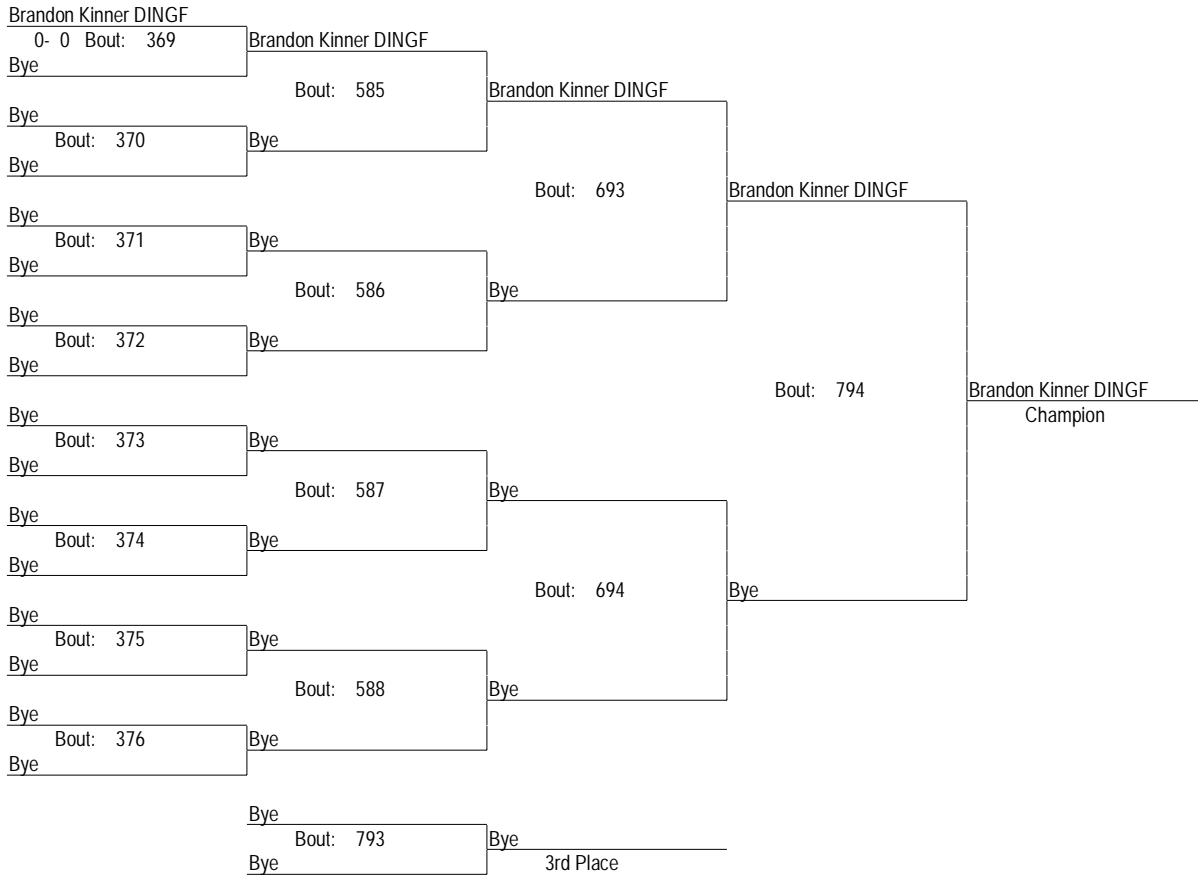 Brandon Kinner DINGF
0- 0 Bout: 369
Bye
Bye
Bout: 370
Bye
Bye
Bout: 371
Bye
Bye
Bout: 372
Bye
Bye
Bout: 373
Bye
Bye
Bout: 374
Bye
Bye
Bout: 375
Bye
Bye
Bout: 376
Bye
Brandon Kinner DINGF
Bout: 585
Bye
Bye
Bout: 586
Bye
Bye
Bout: 587
Bye
Bye
Bout: 588
Bye
Brandon Kinner DINGF
Bout: 693
Bye
Bye
Bout: 694
Bye
Brandon Kinner DINGF
Bout: 794
Bye
Brandon Kinner DINGF
Champion
Bye
Bout: 793
Bye
Bye
3rd Place